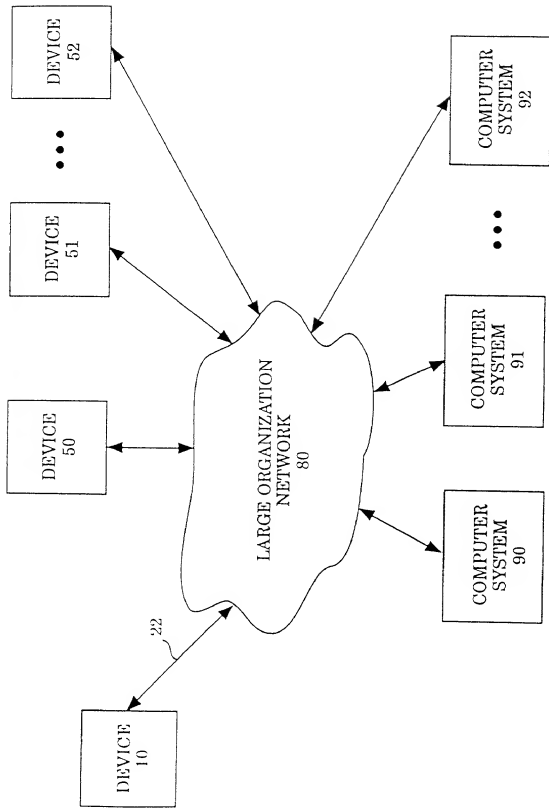 DEVICE
10
22
DEVICE
50
DEVICE
51
DEVICE
52
LARGE ORGANIZATION
NETWORK
80
COMPUTER
SYSTEM
90
COMPUTER
SYSTEM
91
COMPUTER
SYSTEM
92